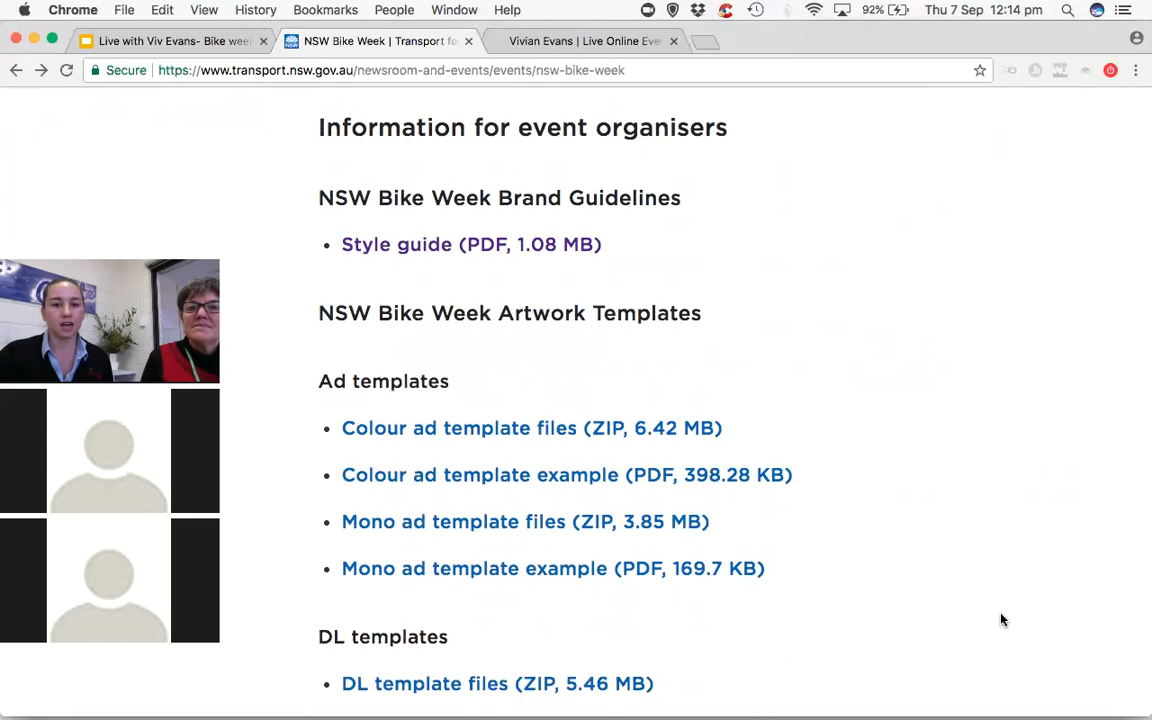 Chrome File Edit View History Bookmarks People Window Help 92% Thu 7 Sep 12:14 pm
Live with Viv Evans- Bike wee NSW Bike Week | Transport fo Vivian Evans | Live Online Eve
Secure https://www.transport.nsw.gov.au/newsroom-and-events/events/nsw-bike-week
Information for event organisers
NSW Bike Week Brand Guidelines
• Style guide (PDF, 1.08 MB)
NSW Bike Week Artwork Templates
Ad templates
• Colour ad template files (ZIP, 6.42 MB)
• Colour ad template example (PDF, 398.28 KB)
• Mono ad template files (ZIP, 3.85 MB)
• Mono ad template example (PDF, 169.7 KB)
DL templates
• DL template files (ZIP, 5.46 MB)